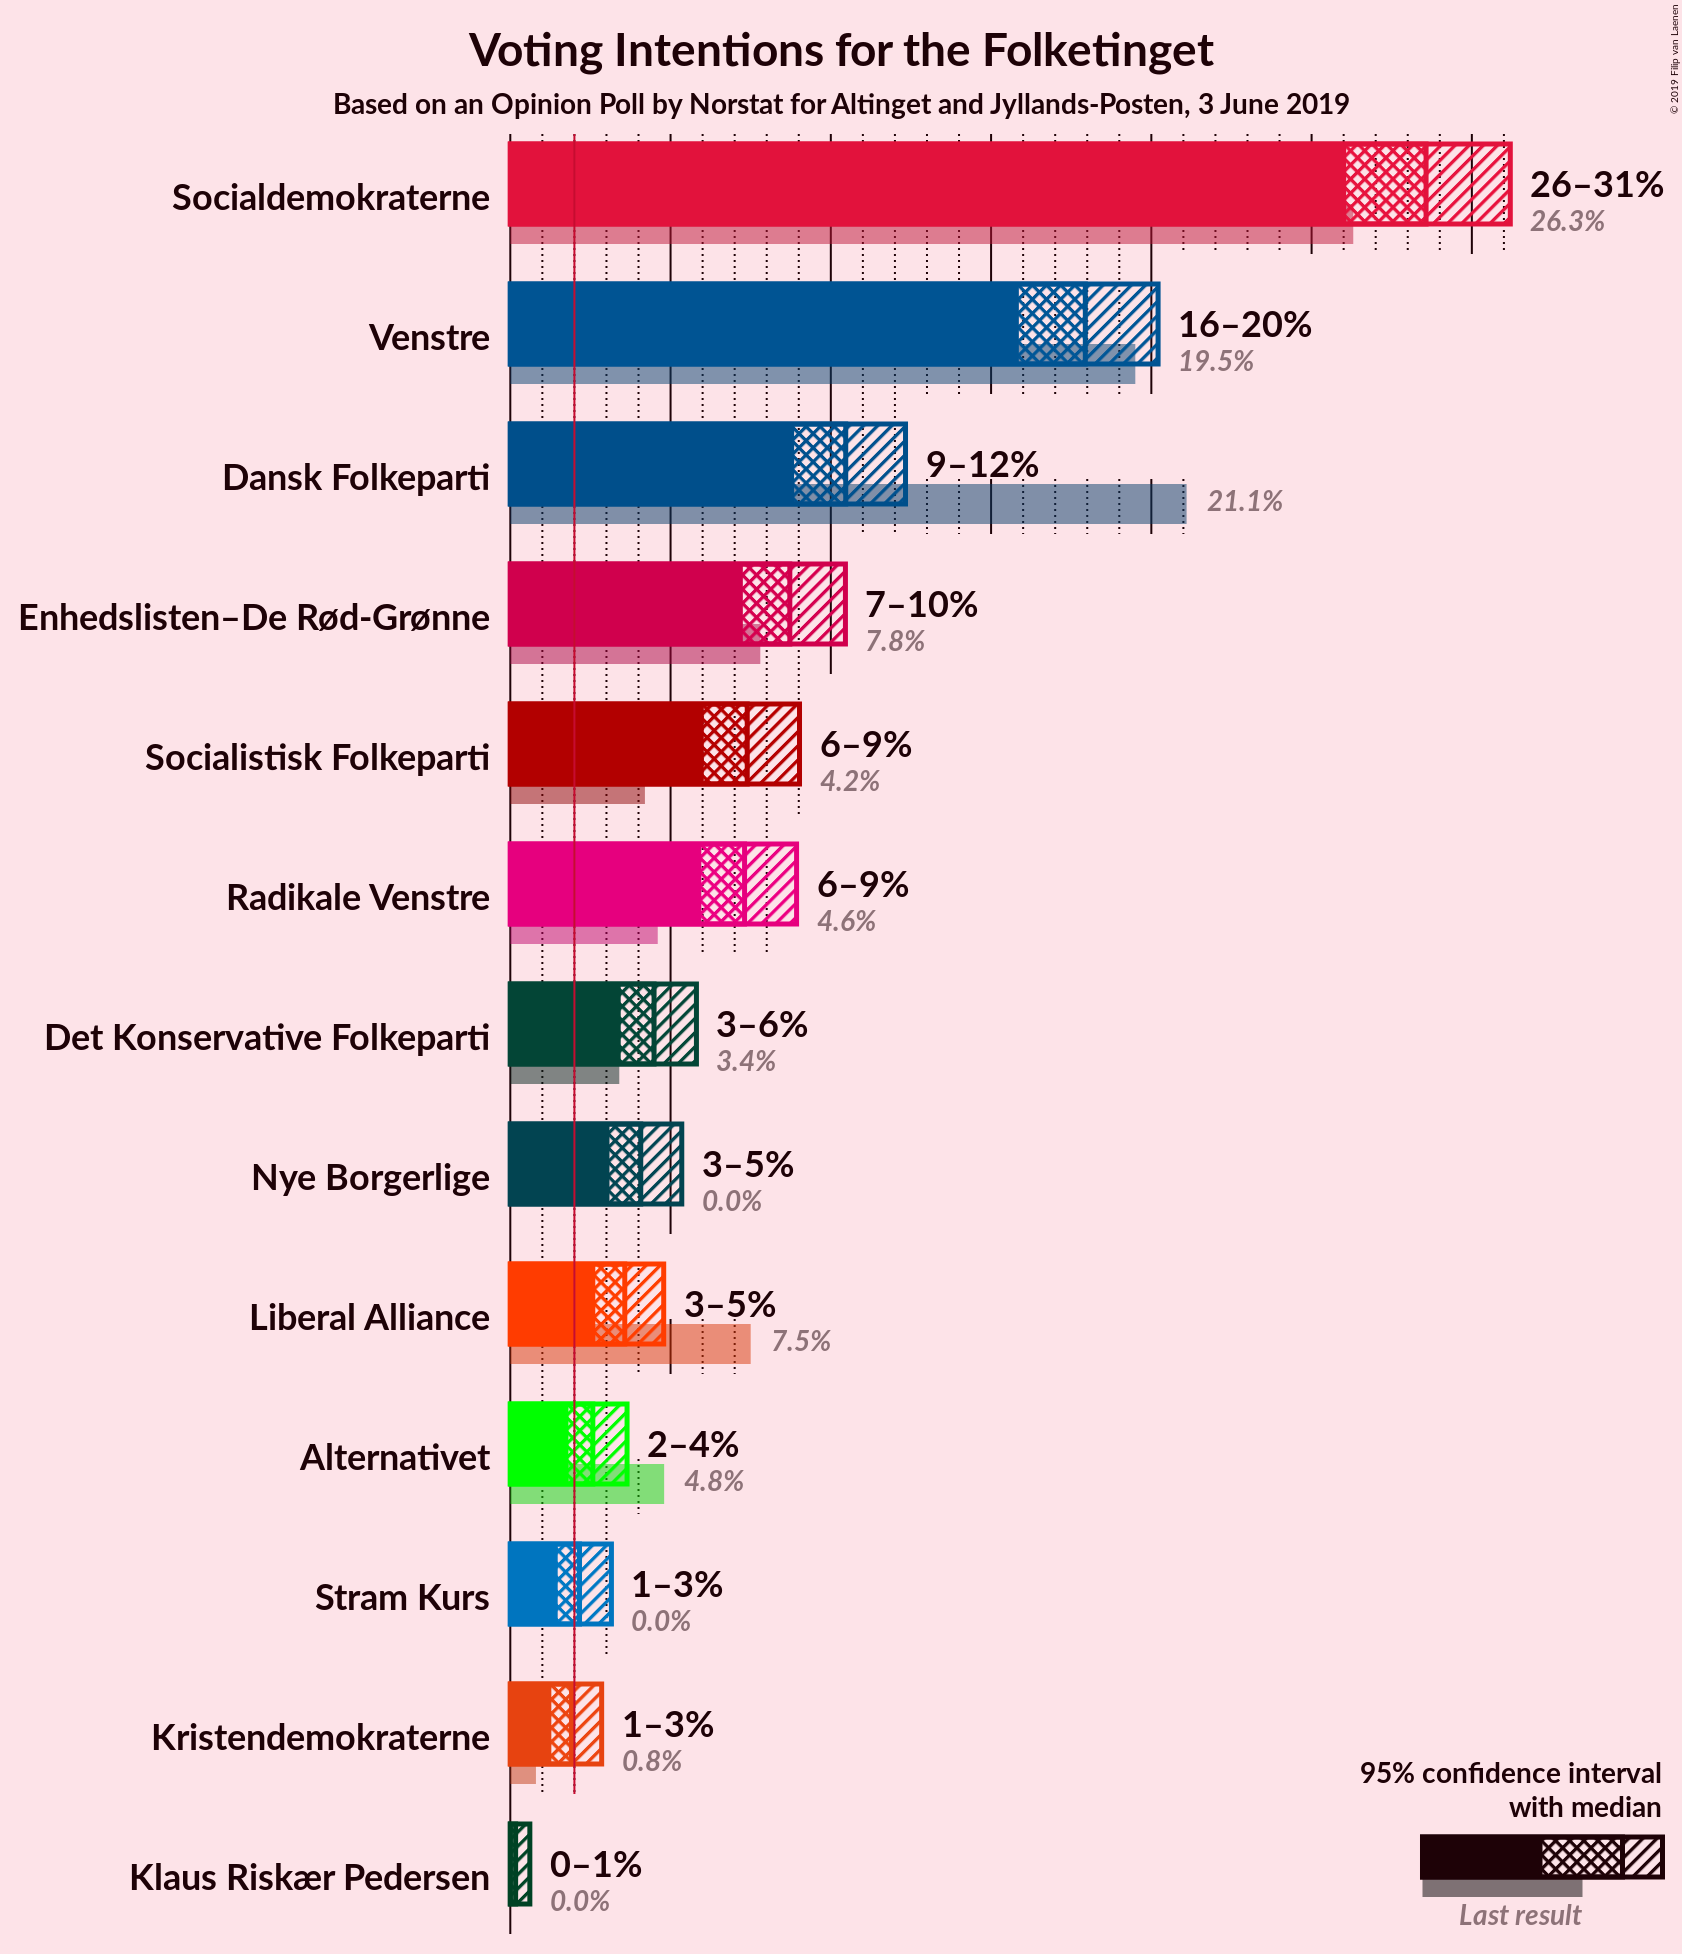 Voting Intentions for the Folketinget
Based on an Opinion Poll by Norstat for Altinget and Jyllands-Posten, 3 June 2019
© 2019 Filip van Laenen
Socialdemokraterne
26–31%
26.3%
Venstre
16–20%
19.5%
Dansk Folkeparti
9–12%
21.1%
Enhedslisten–De Rød-Grønne
7–10%
7.8%
Socialistisk Folkeparti
6–9%
4.2%
Radikale Venstre
6–9%
4.6%
Det Konservative Folkeparti
3–6%
3.4%
Nye Borgerlige
3–5%
0.0%
Liberal Alliance
3–5%
7.5%
Alternativet
2–4%
4.8%
Stram Kurs
1–3%
0.0%
Kristendemokraterne
1–3%
0.8%
Klaus Riskær Pedersen
0–1%
0.0%
95% confidence interval
with median
Last result